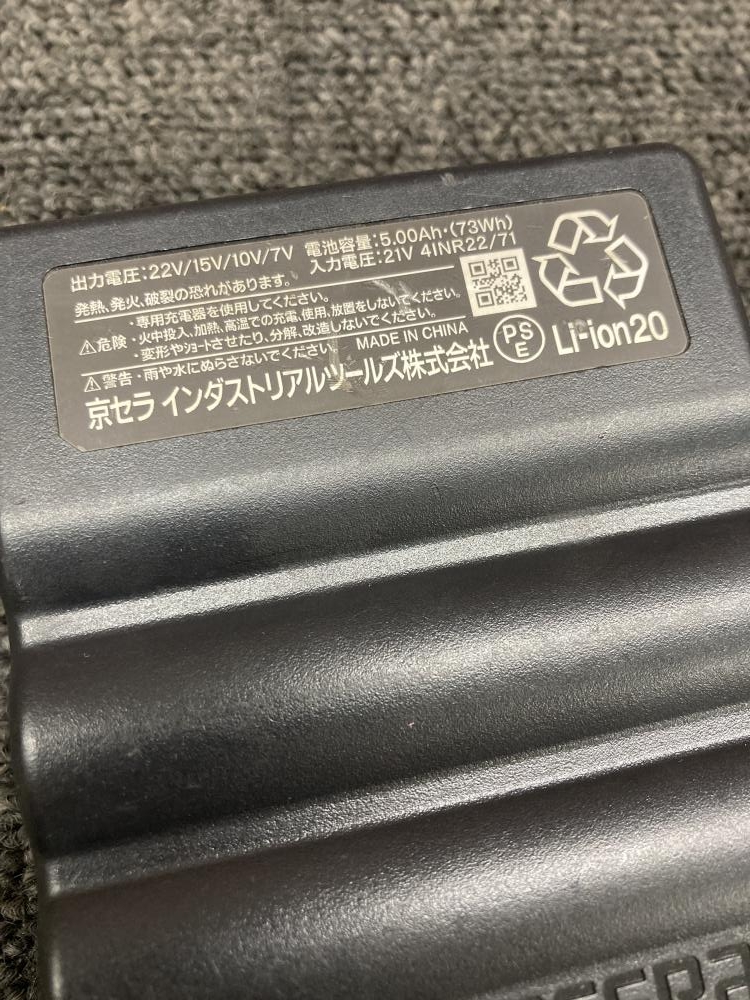 出力電圧:22V/15V/10V/7V 電池容量:5.00Ah・(73Wh)
入力電圧:21V 4INR22/71
発熱、発火、破裂の恐れがあります。
・専用充電器を使用してください。
⚠危険・火中投入、加熱、高温での充電、使用、放置をしないでください。
・変形やショートさせたり、分解、改造しないでください。
⚠警告・雨や水にぬらさないでください。 MADE IN CHINA
京セラ インダストリアルツールズ株式会社
PS
E
Li-ion20